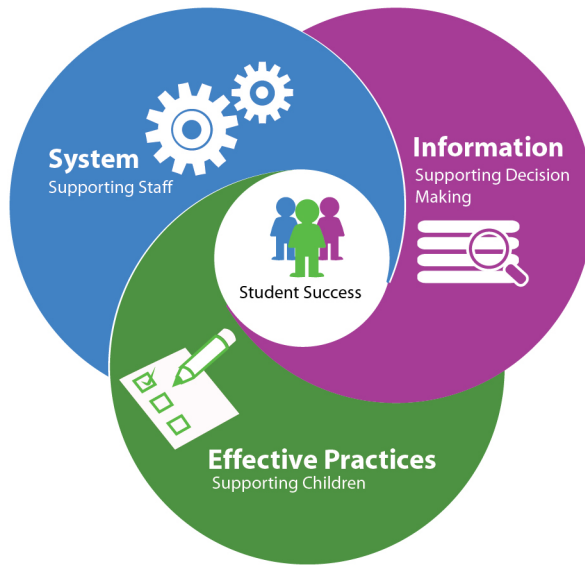 System
Supporting Staff
Information
Supporting Decision
Making
Student Success
Effective Practices
Supporting Children